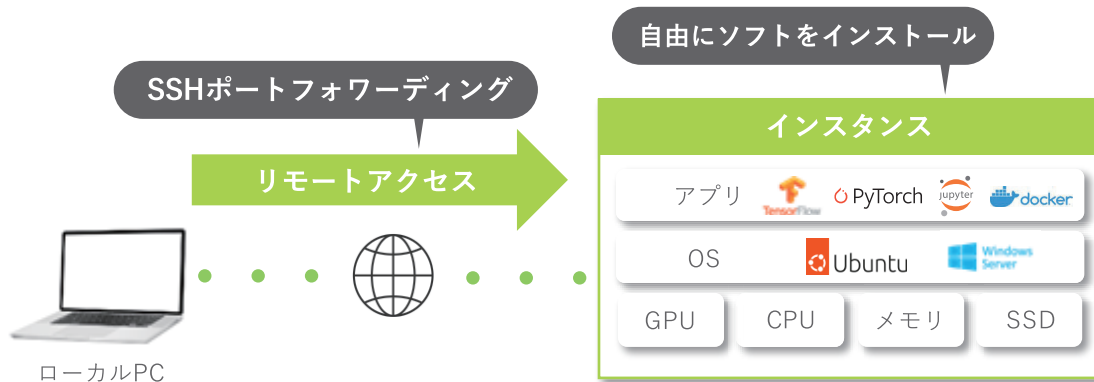 自由にソフトをインストール
SSHポートフォワーディング
インスタンス
リモートアクセス
アプリ TensorFlow PyTorch jupyter docker
OS Ubuntu Windows Server
GPU CPU メモリ SSD
ローカルPC